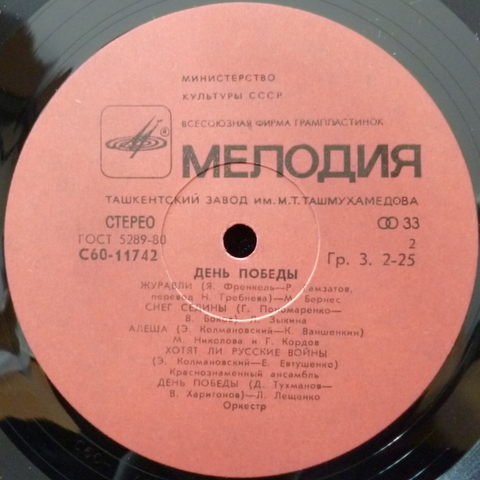 МИНИСТЕРСТВО
КУЛЬТУРЫ СССР
ВСЕСОЮЗНАЯ ФИРМА ГРАМПЛАСТИНОК
МЕЛОДИЯ
ТАШКЕНТСКИЙ ЗАВОД ИМ. М.Т. ТАШМУХАМЕДОВА
СТЕРЕО
33
ГОСТ 5289-80
2
С60-11742
Гр. 3. 2-25
ДЕНЬ ПОБЕДЫ
ЖУРАВЛИ (Я. Френкель—Р. Гамзатов,
перевод Н. Гребнева)—М. Бернес
СНЕГ СЕДИНЫ (Г. Пономаренко—
В. Боков) Л. Зыкина
АЛЕША (Э. Колмановский—К. Ваншенкин)
М. Николова и Г. Кордов
ХОТЯТ ЛИ РУССКИЕ ВОЙНЫ
(Э. Колмановский—Е. Евтушенко)
Краснознаменный ансамбль
ДЕНЬ ПОБЕДЫ (Д. Тухманов—
В. Харитонов)—Л. Лещенко
Оркестр